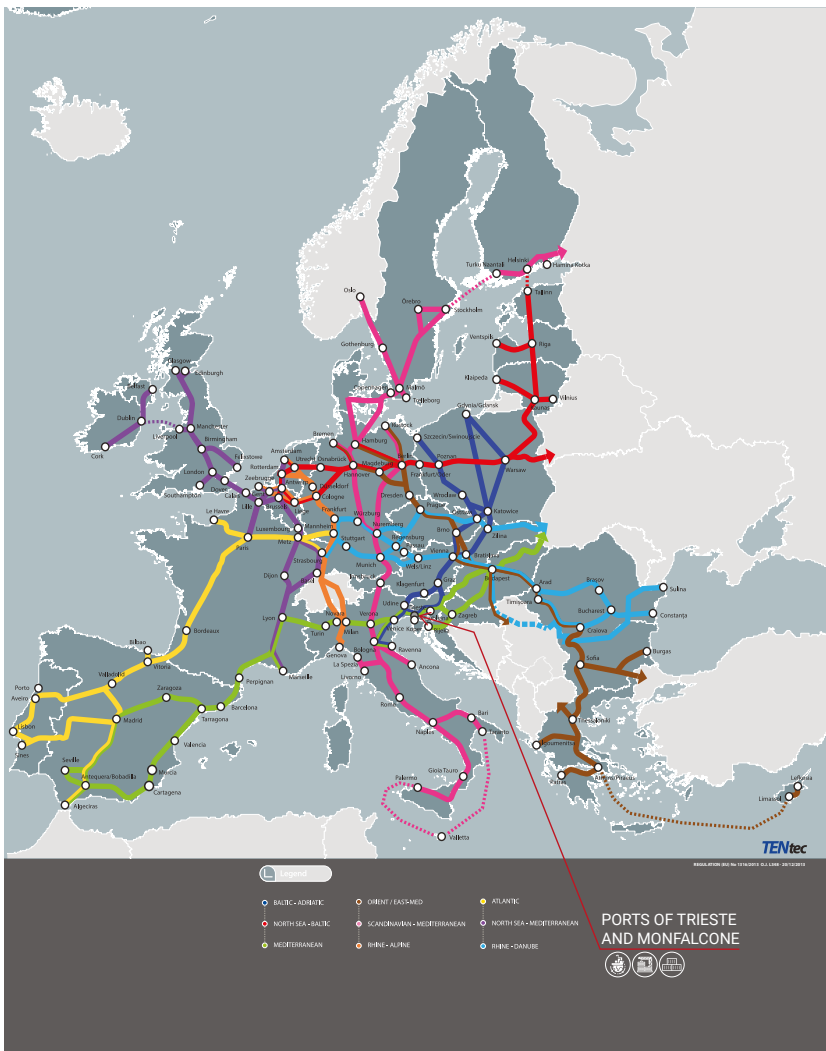 Oslo
Örebro
Stockholm
Turku Naantali
Helsinki
Hamina Kotka
Tallinn
Gothenburg
Ventspils
Riga
Klaipeda
Vilnius
Kaunas
Copenhagen
Malmö
Trelleborg
Glasgow
Edinburgh
Belfast
Dublin
Cork
Liverpool
Manchester
Birmingham
Felixstowe
London
Southampton
Dover
Calais
Gdynia/Gdansk
Rostock
Szczecin/Swinoujscie
Bremen
Hamburg
Amsterdam
Rotterdam
Utrecht
Osnabrück
Hannover
Magdeburg
Berlin
Frankfurt/Oder
Poznan
Warsaw
Zeebrugge
Antwerp
Düsseldorf
Cologne
Lille
Brussels
Liège
Dresden
Wroclaw
Prague
Katowice
Le Havre
Paris
Luxembourg
Metz
Mannheim
Frankfurt
Würzburg
Nuremberg
Regensburg
Passau
Wels/Linz
Stuttgart
Strasbourg
Brno
Zilina
Vienna
Bratislava
Budapest
Dijon
Basel
Munich
Innsbruck
Klagenfurt
Graz
Udine
Venice
Koper
Rijeka
Zagreb
Lyon
Turin
Novara
Milan
Verona
Genova
Bologna
Ravenna
La Spezia
Livorno
Ancona
Marseille
Perpignan
Bordeaux
Bilbao
Vitoria
Valladolid
Porto
Aveiro
Lisbon
Sines
Madrid
Zaragoza
Barcelona
Tarragona
Valencia
Seville
Antequera/Bobadilla
Murcia
Cartagena
Algeciras
Rome
Naples
Bari
Taranto
Gioia Tauro
Palermo
Valletta
Arad
Timişoara
Braşov
Bucharest
Sulina
Constanţa
Craiova
Sofia
Burgas
Thessaloniki
Igoumenitsa
Patras
Athens/Piraeus
Lefkosia
Limassol
TENtec
REGULATION (EU) No 1316/2013 O.J. L348 - 20/12/2013
Legend
BALTIC - ADRIATIC
ORIENT / EAST-MED
ATLANTIC
NORTH SEA - BALTIC
SCANDINAVIAN - MEDITERRANEAN
NORTH SEA - MEDITERRANEAN
MEDITERRANEAN
RHINE - ALPINE
RHINE - DANUBE
PORTS OF TRIESTE
AND MONFALCONE